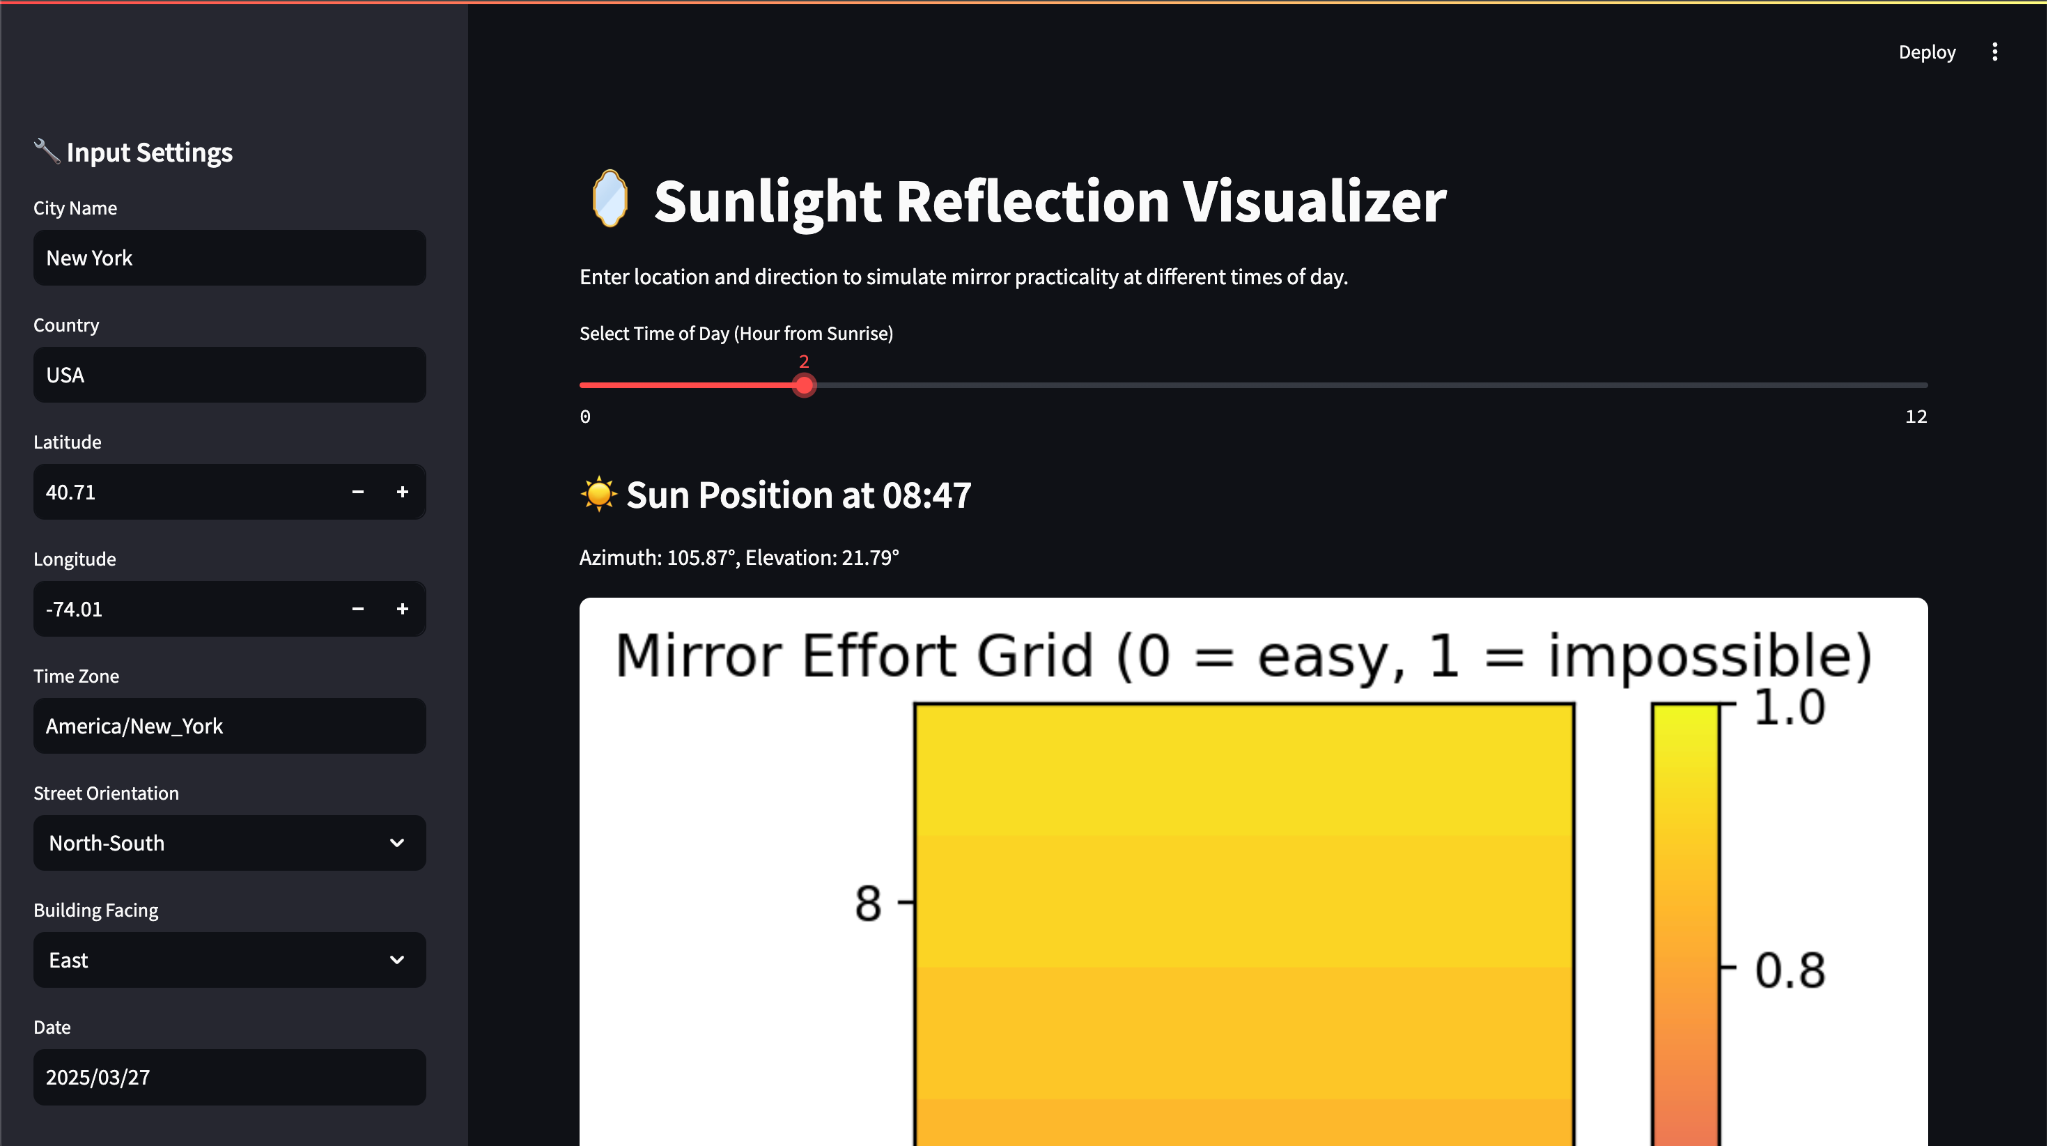 Deploy
Input Settings
City Name
New York
Country
USA
Latitude
40.71
Longitude
-74.01
Time Zone
America/New_York
Street Orientation
North-South
Building Facing
East
Date
2025/03/27
Sunlight Reflection Visualizer
Enter location and direction to simulate mirror practicality at different times of day.
Select Time of Day (Hour from Sunrise)
2
0 12
Sun Position at 08:47
Azimuth: 105.87°, Elevation: 21.79°
Mirror Effort Grid (0 = easy, 1 = impossible)
1.0
8
0.8